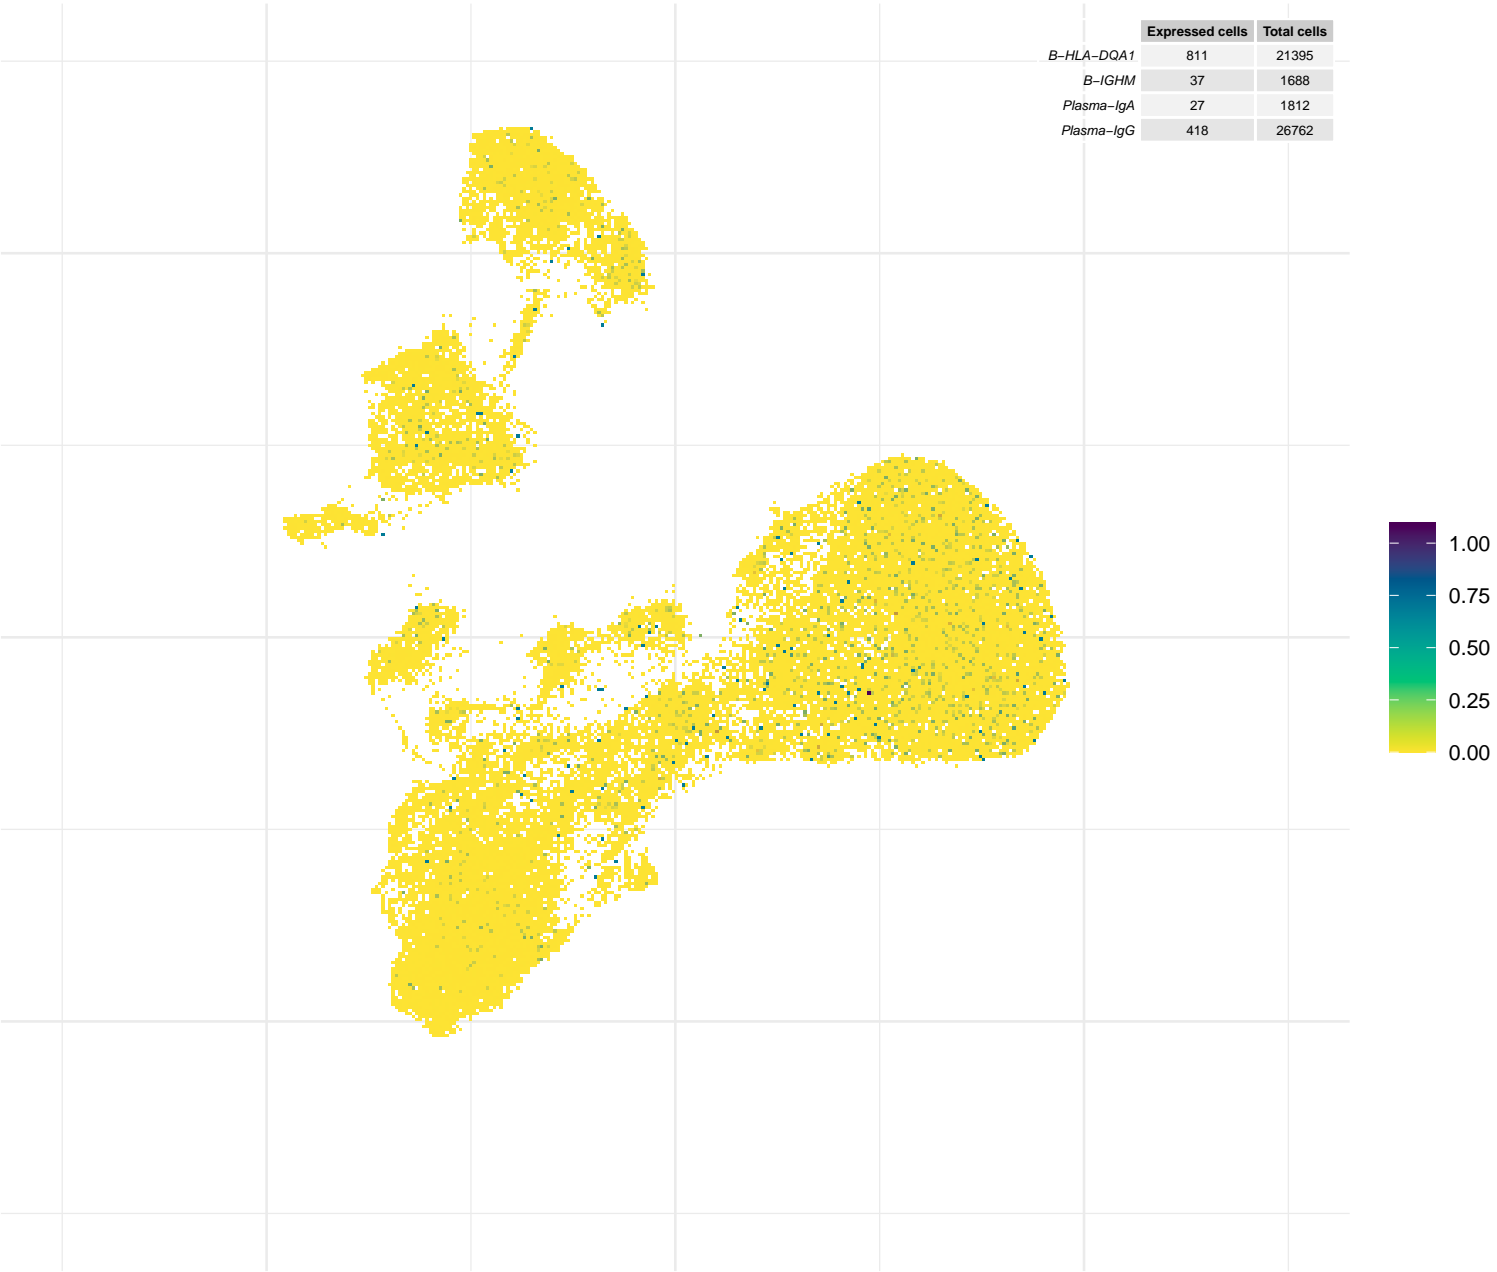 Expressed cells Total cells
B−HLA−DQA1 811 21395
B−IGHM 37 1688
Plasma−IgA 27 1812
Plasma−IgG 418 26762
1.00
0.75
0.50
0.25
0.00